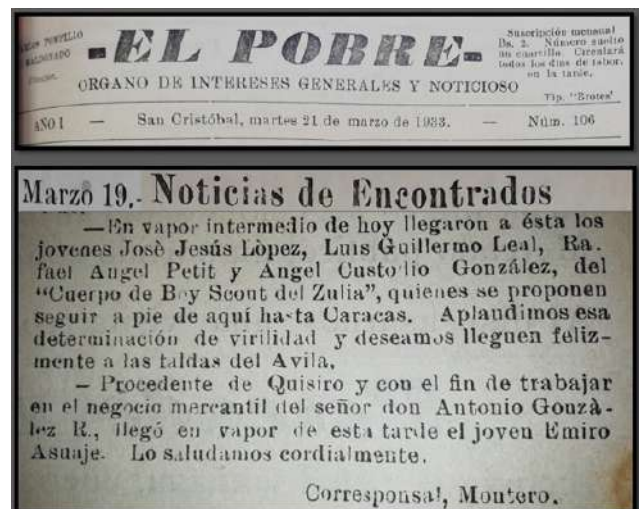 -EL POBRE-
Suscripción mensual
Bs. 2. Número suelto
un cuartillo. Circulará
todos los días de labor,
en la tarde.
ORGANO DE INTERESES GENERALES Y NOTICIOSO
Tip. "Brotes"
AÑO I — San Cristóbal, martes 21 de marzo de 1933. — Núm. 106
Marzo 19.- Noticias de Encontrados
—En vapor intermedio de hoy llegaron a ésta los
jovenes Josè Jesús Lòpez, Luis Guillermo Leal, Ra.
fael Angel Petit y Angel Custodio González, del
"Cuerpo de Boy Scout del Zulia", quienes se proponen
seguir a pie de aquí hasta Caracas. Aplaudimos esa
determinación de virilidad y deseamos lleguen feliz-
mente a las faldas del Avila.
— Procedente de Quisiro y con el fin de trabajar
en el negocio mercantil del señor don Antonio Gonzà-
lez R., llegó en vapor de esta tarde el joven Emiro
Asuaje. Lo saludamos cordialmente.
Corresponsal, Montero.